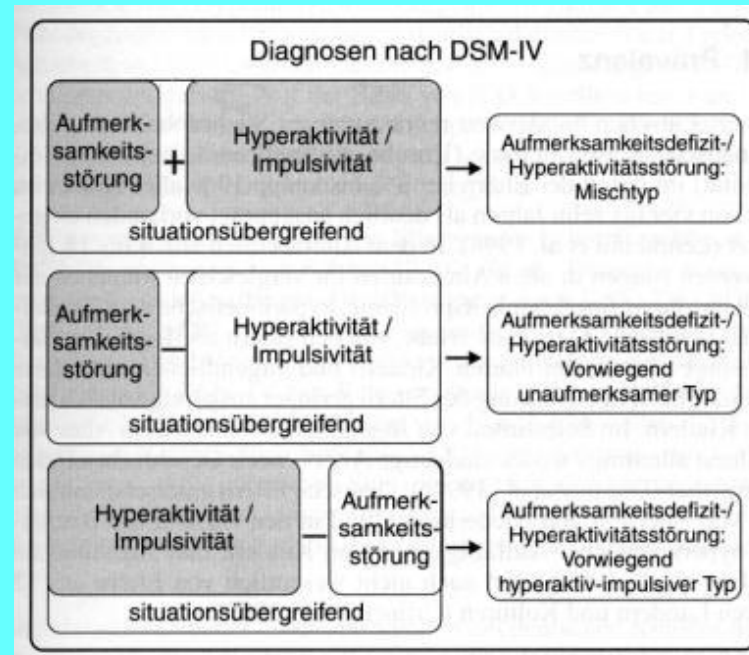 Diagnosen nach DSM-IV
Aufmerk-
samkeits-
störung
+
Hyperaktivität /
Impulsivität
situationsübergreifend
Aufmerksamkeitsdefizit-/
Hyperaktivitätsstörung:
Mischtyp
Aufmerk-
samkeits-
störung
-
Hyperaktivität /
Impulsivität
situationsübergreifend
Aufmerksamkeitsdefizit-/
Hyperaktivitätsstörung:
Vorwiegend
unaufmerksamer Typ
Hyperaktivität /
Impulsivität
-
Aufmerk-
samkeits-
störung
situationsübergreifend
Aufmerksamkeitsdefizit-/
Hyperaktivitätsstörung:
Vorwiegend
hyperaktiv-impulsiver Typ